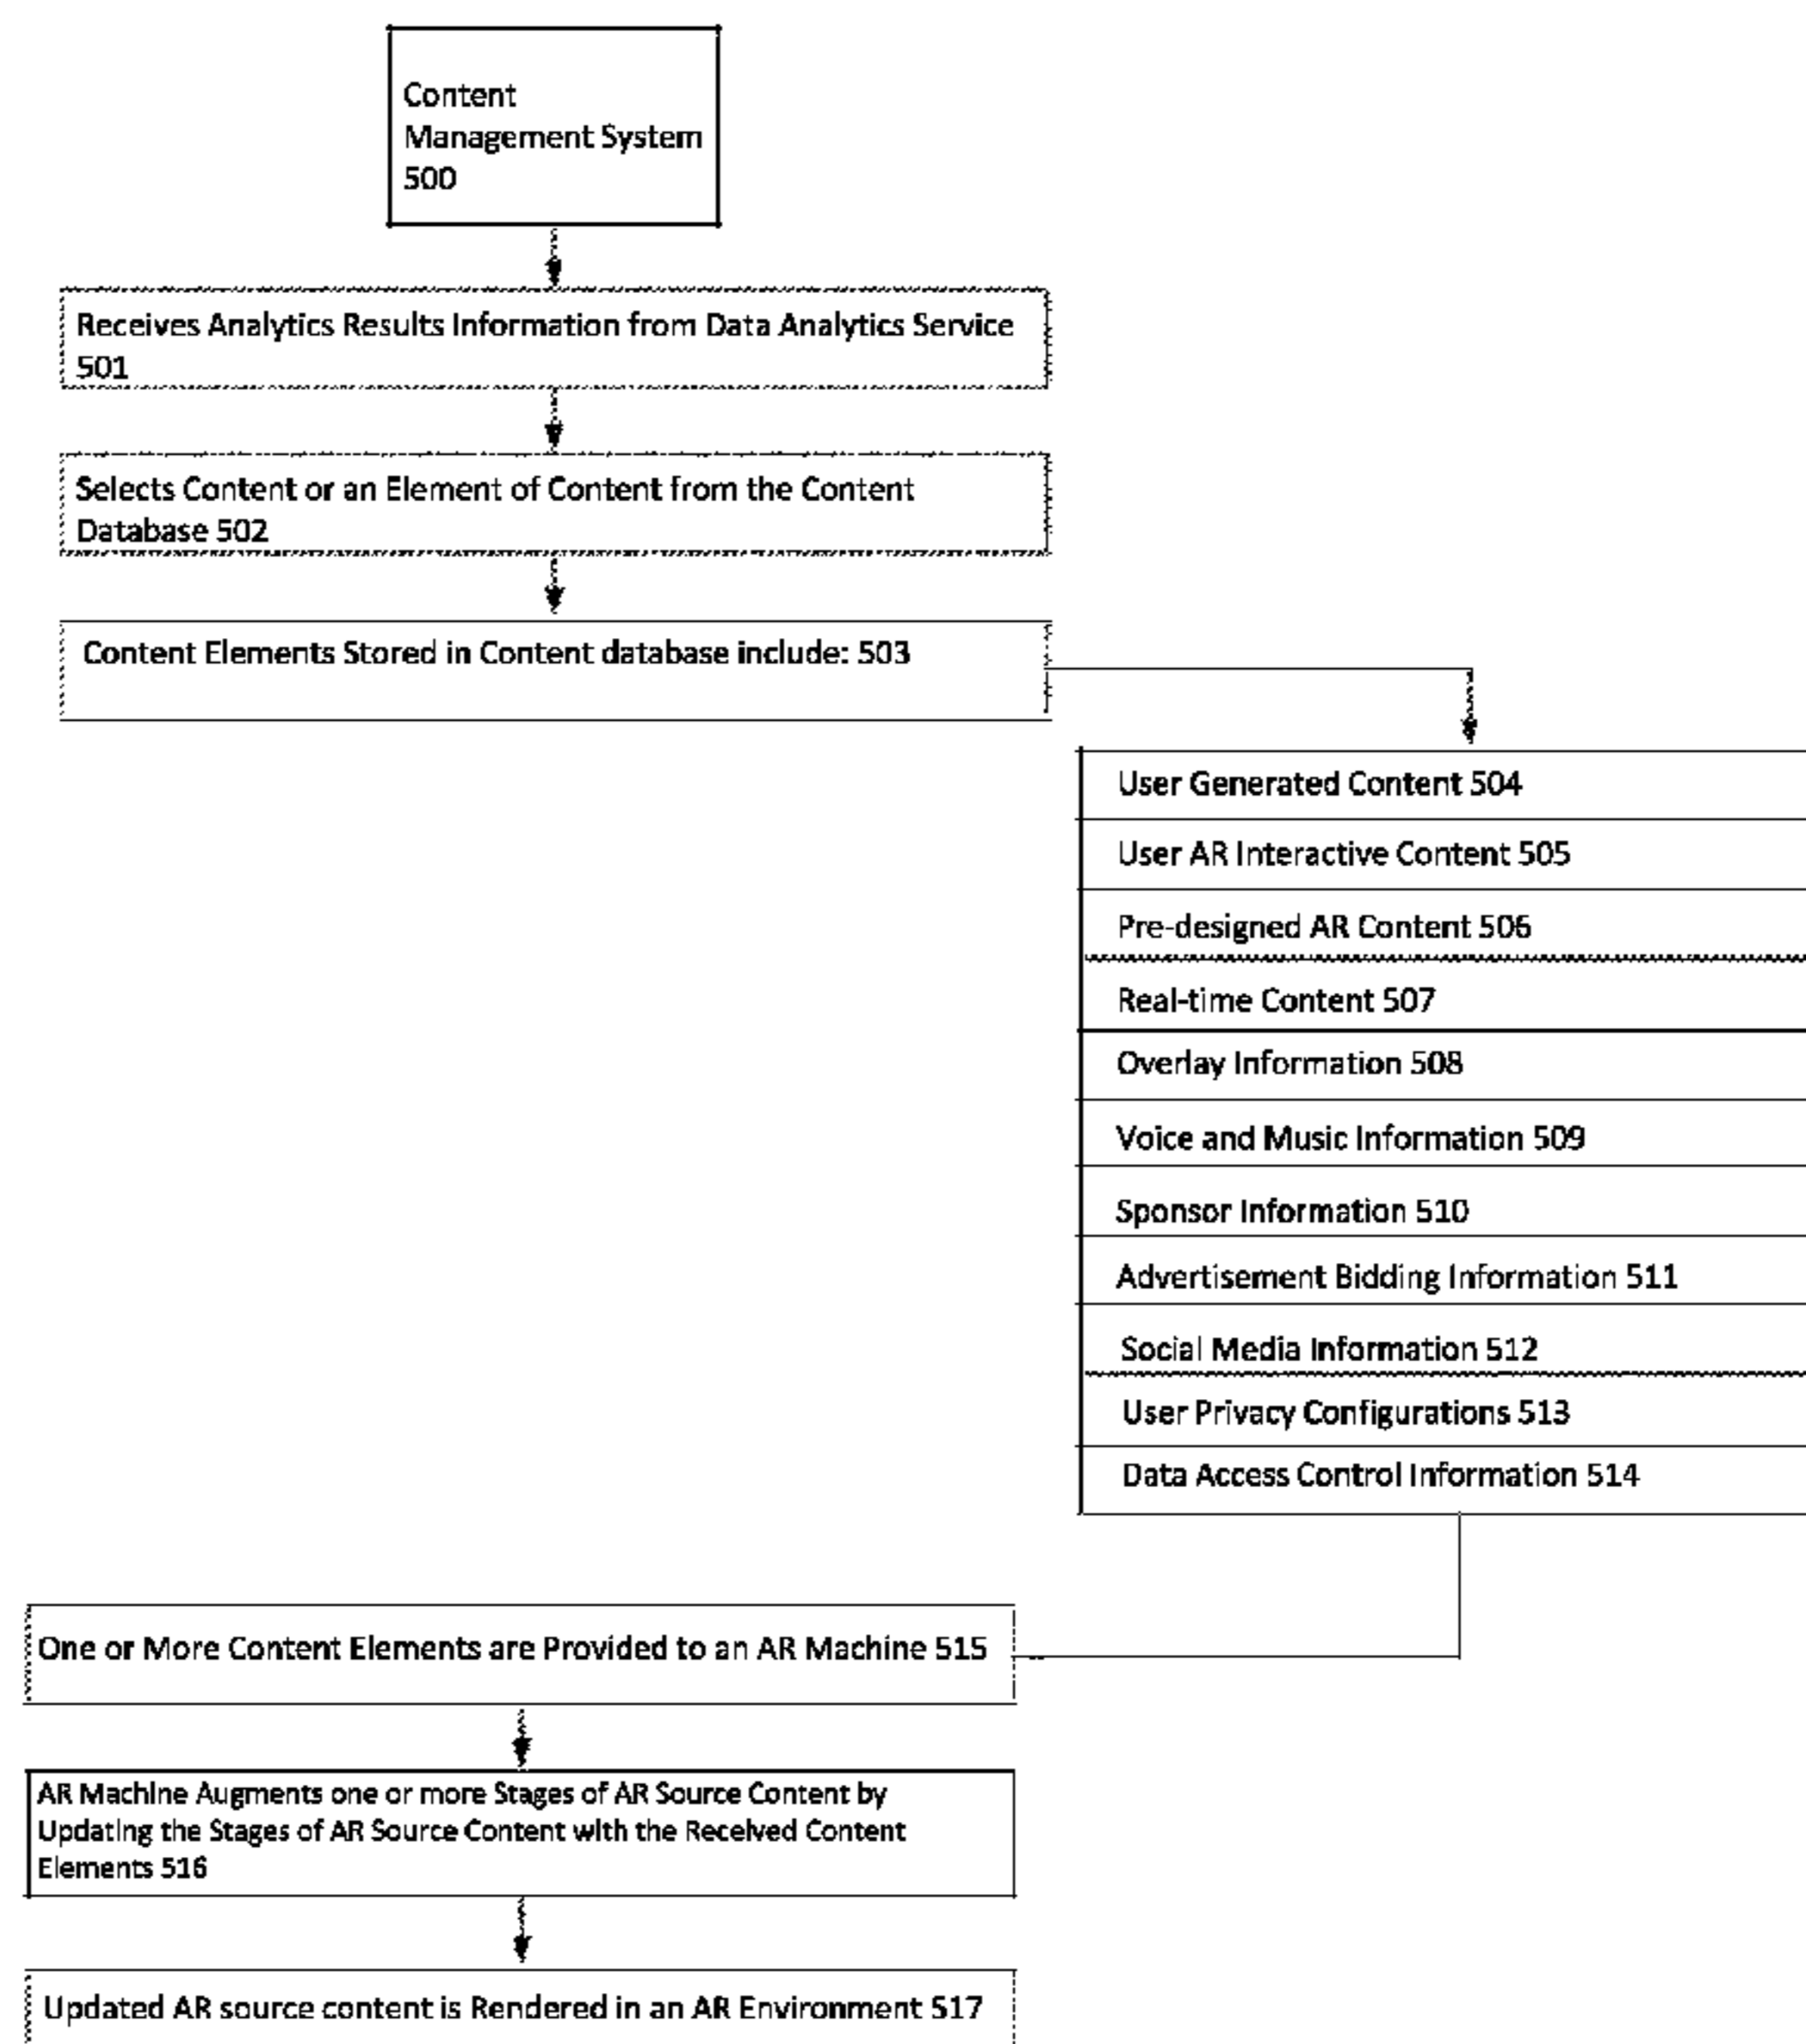 Content
Management System
500
Receives Analytics Results Information from Data Analytics Service
501
Selects Content or an Element of Content from the Content
Database 502
Content Elements Stored in Content database include: 503
User Generated Content 504
User AR Interactive Content 505
Pre-designed AR Content 506
Real-time Content 507
Overlay Information 508
Voice and Music Information 509
Sponsor Information 510
Advertisement Bidding Information 511
Social Media Information 512
User Privacy Configurations 513
Data Access Control Information 514
One or More Content Elements are Provided to an AR Machine 515
AR Machine Augments one or more Stages of AR Source Content by
Updating the Stages of AR Source Content with the Received Content
Elements 516
Updated AR source content is Rendered in an AR Environment 517